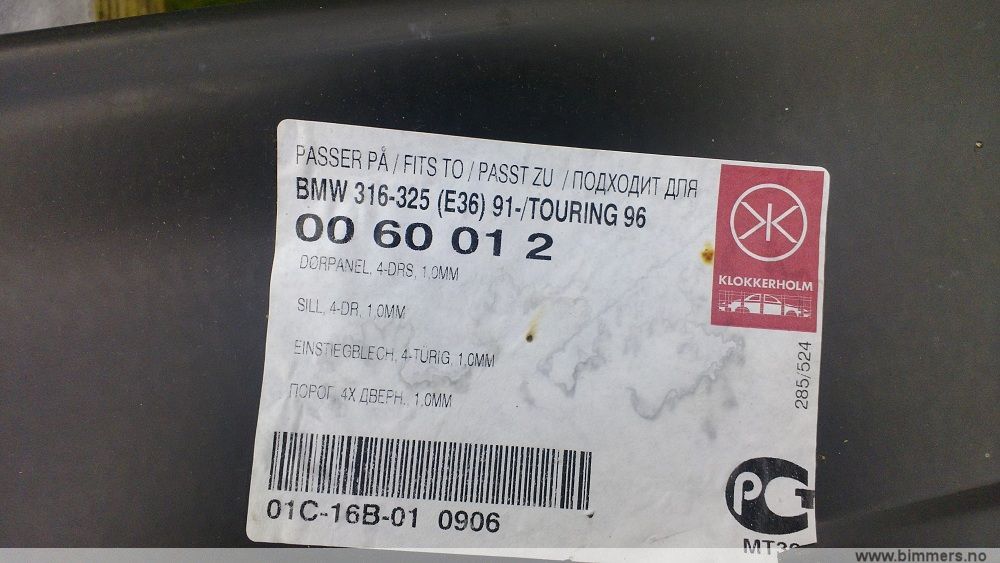 PASSER PÅ / FITS TO / PASST ZU / ПОДХОДИТ ДЛЯ
BMW 316-325 (E36) 91-/TOURING 96
00 60 01 2
DØRPANEL, 4-DRS, 1,0MM
SILL, 4-DR, 1,0MM
EINSTIEGBLECH, 4-TÜRIG, 1,0MM
ПОРОГ, 4X ДВЕРН., 1,0MM
01C-16B-01 0906
KLOKKERHOLM
285/524
PCT
www.bimmers.no